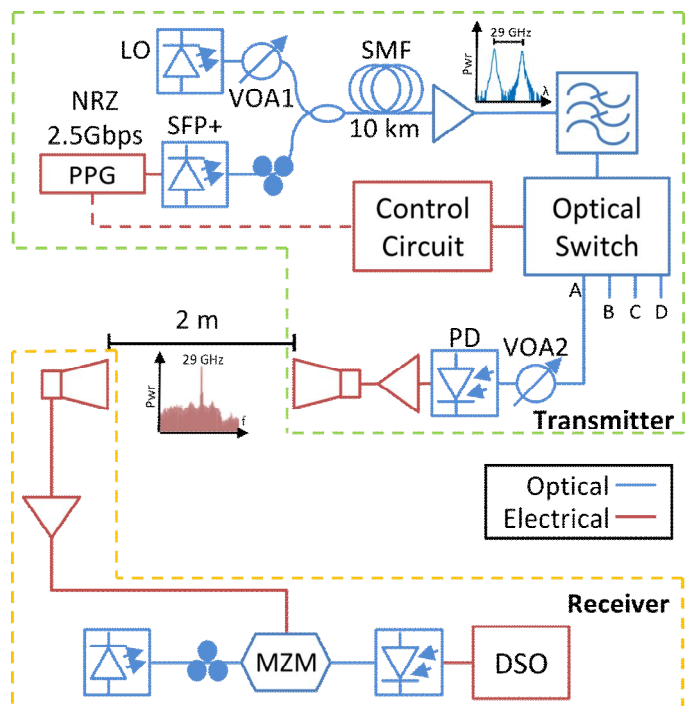 LO
VOA1
SMF
10 km
Pwr
29 GHz
λ
NRZ
2.5Gbps
SFP+
PPG
Control
Circuit
Optical
Switch
A
B
C
D
2 m
Pwr
29 GHz
f
PD
VOA2
Transmitter
Optical
Electrical
Receiver
MZM
DSO